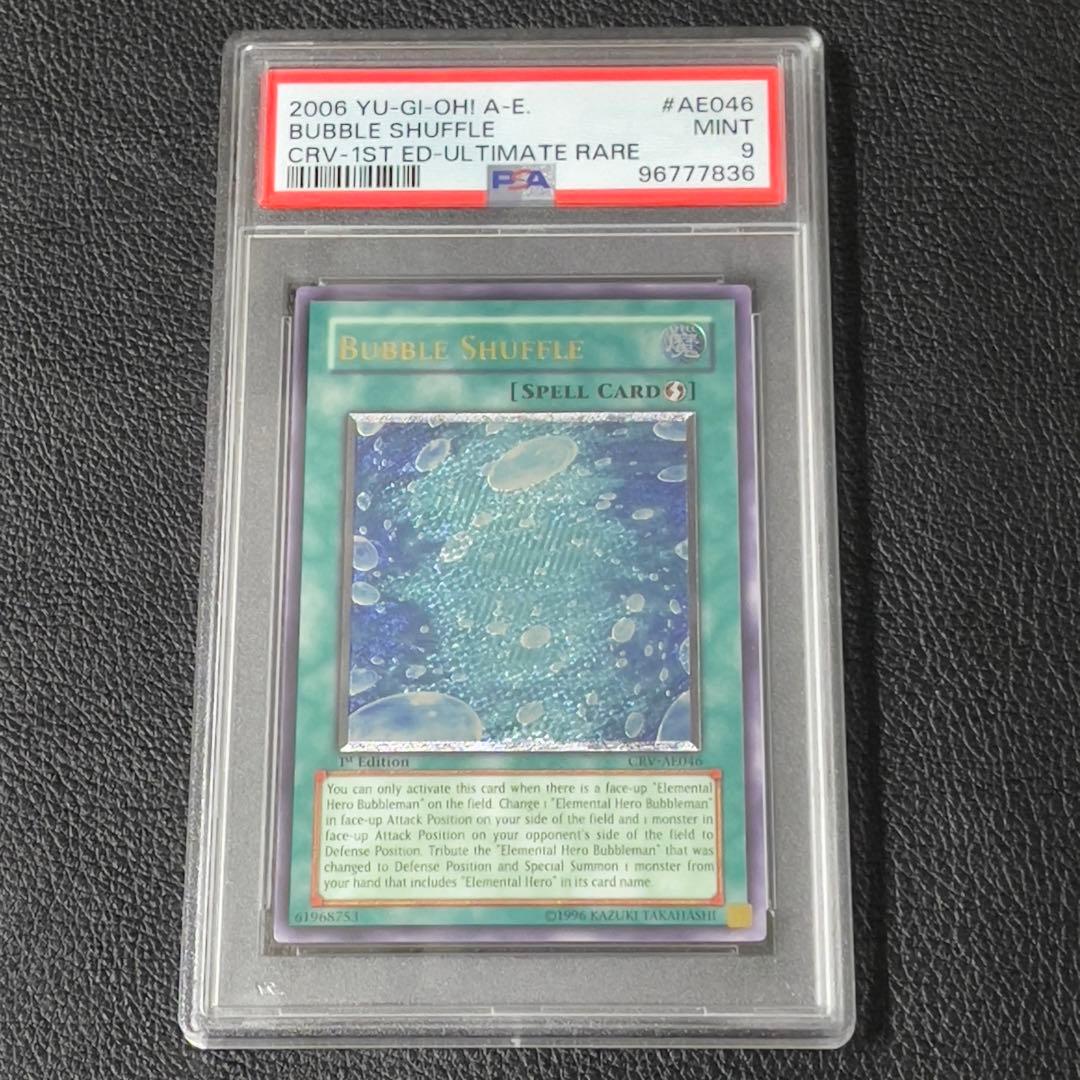 2006 YU-GI-OH! A-E. #AE046
BUBBLE SHUFFLE MINT
CRV-1ST ED-ULTIMATE RARE 9
PSA 96777836
BUBBLE SHUFFLE 魔
[SPELL CARD]
1st Edition CRV-AE046
You can only activate this card when there is a face-up "Elemental
Hero Bubbleman" on the field. Change 1 "Elemental Hero Bubbleman"
in face-up Attack Position on your side of the field and 1 monster in
face-up Attack Position on your opponent's side of the field to
Defense Position. Tribute the "Elemental Hero Bubbleman" that was
changed to Defense Position and Special Summon 1 monster from
your hand that includes "Elemental Hero" in its card name.
61968753 ©1996 KAZUKI TAKAHASHI